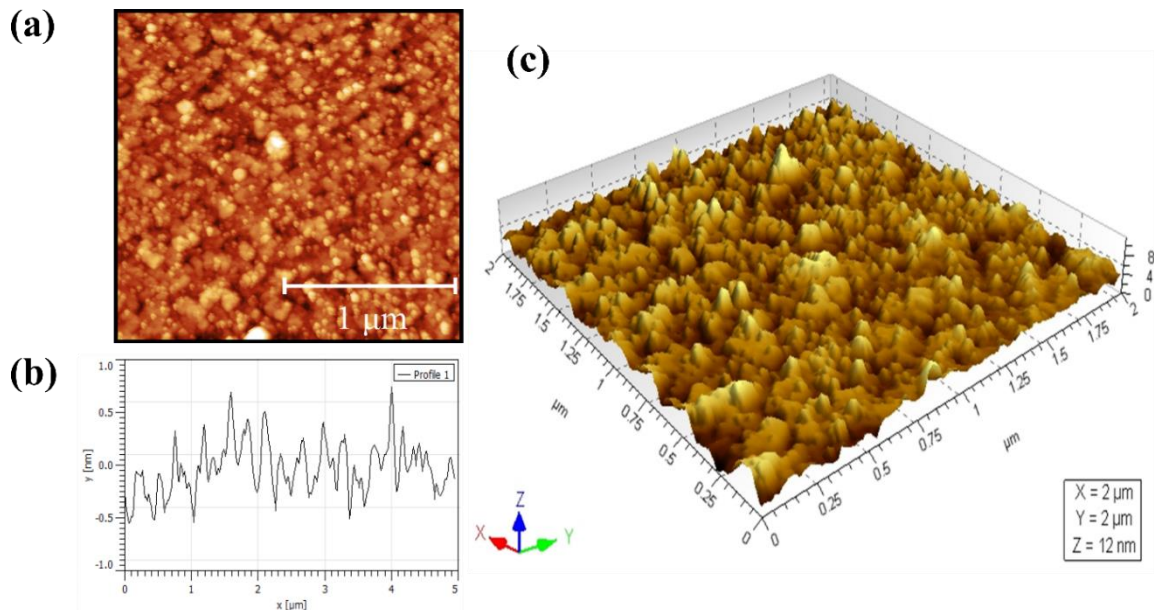 (a)
1 µm
(b)
1.0
0.5
0.0
-0.5
-1.0
y [nm]
Profile 1
0 1 2 3 4 5
x [µm]
(c)
2
1.75
1.5
1.25
1
0.75
0.5
0.25
0
µm
0
0.25
0.5
0.75
1
1.25
1.5
1.75
2
µm
8
4
0
X
Z
Y
X = 2 µm
Y = 2 µm
Z = 12 nm